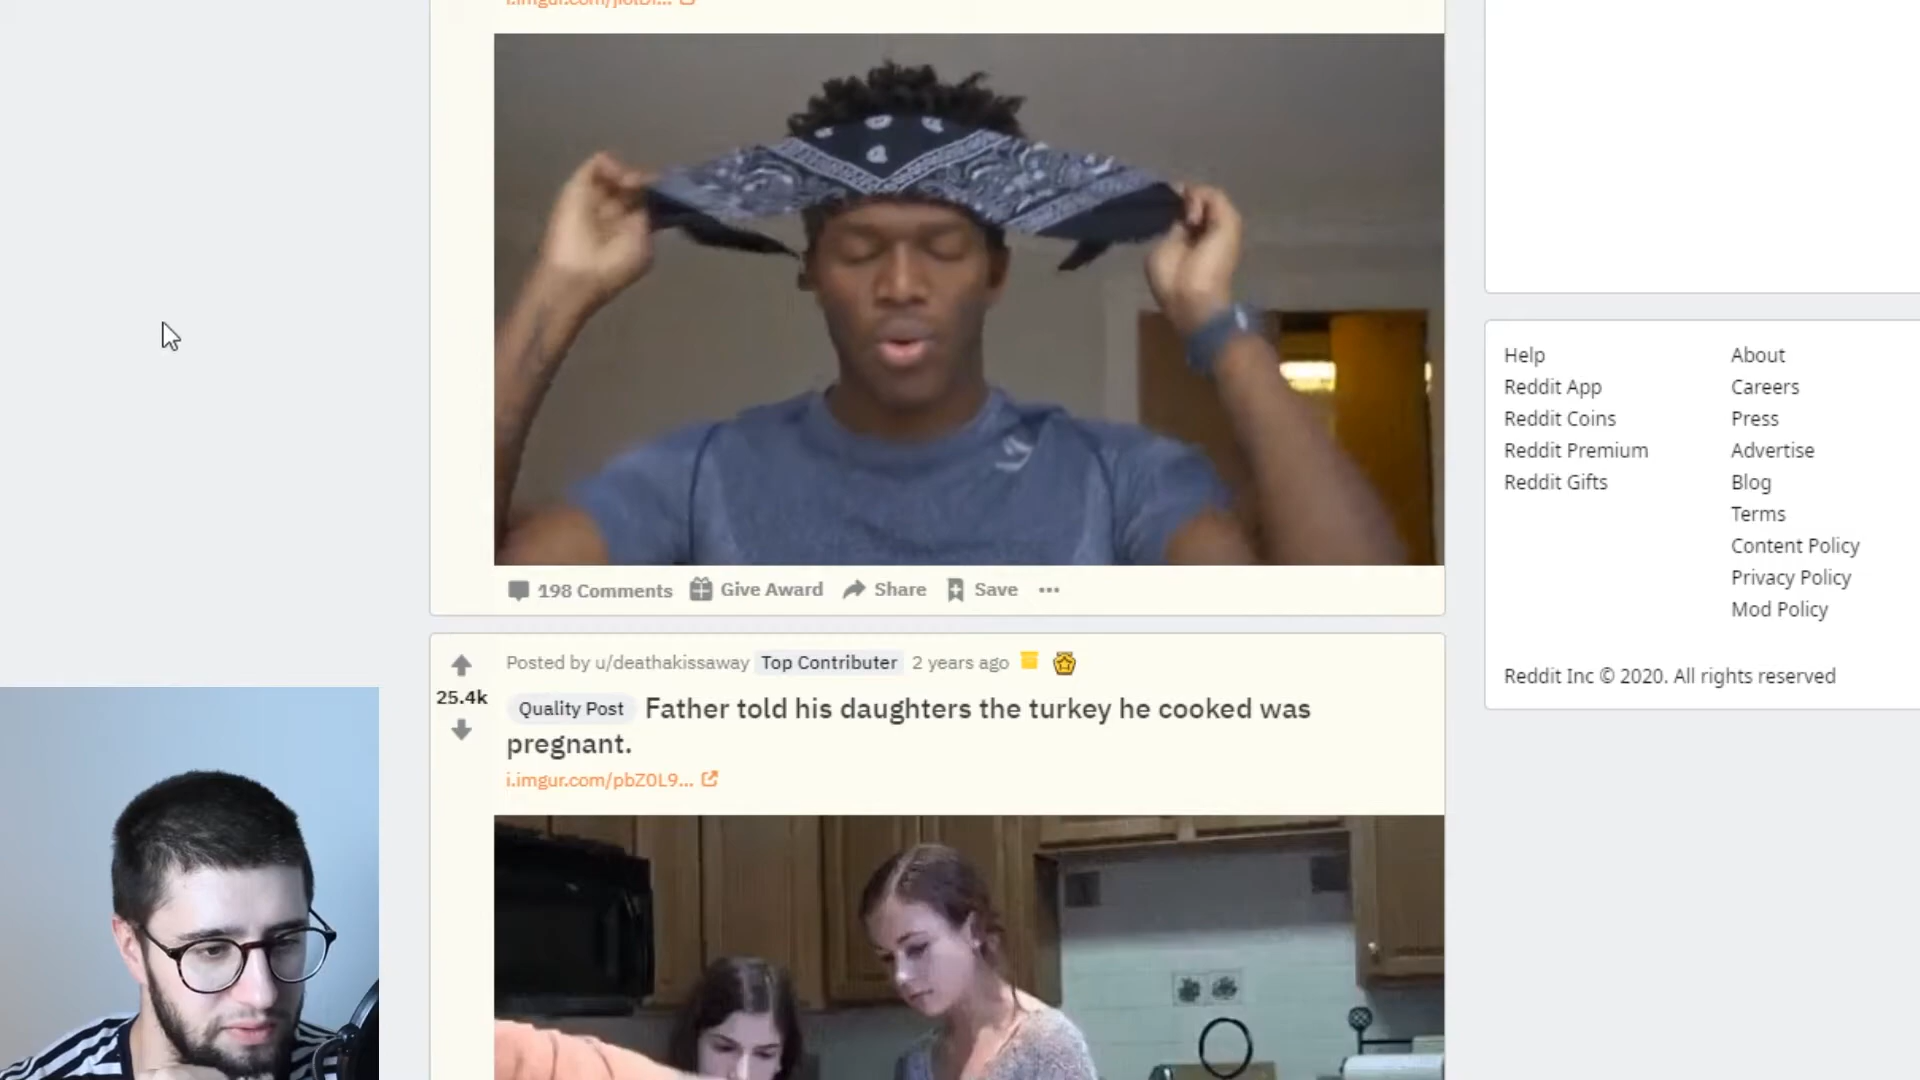 198 Comments Give Award Share Save
Posted by u/deathakissaway Top Contributer 2 years ago
25.4k
Quality Post Father told his daughters the turkey he cooked was
pregnant.
i.imgur.com/pbZ0L9...
Help
Reddit App
Reddit Coins
Reddit Premium
Reddit Gifts
About
Careers
Press
Advertise
Blog
Terms
Content Policy
Privacy Policy
Mod Policy
Reddit Inc © 2020. All rights reserved